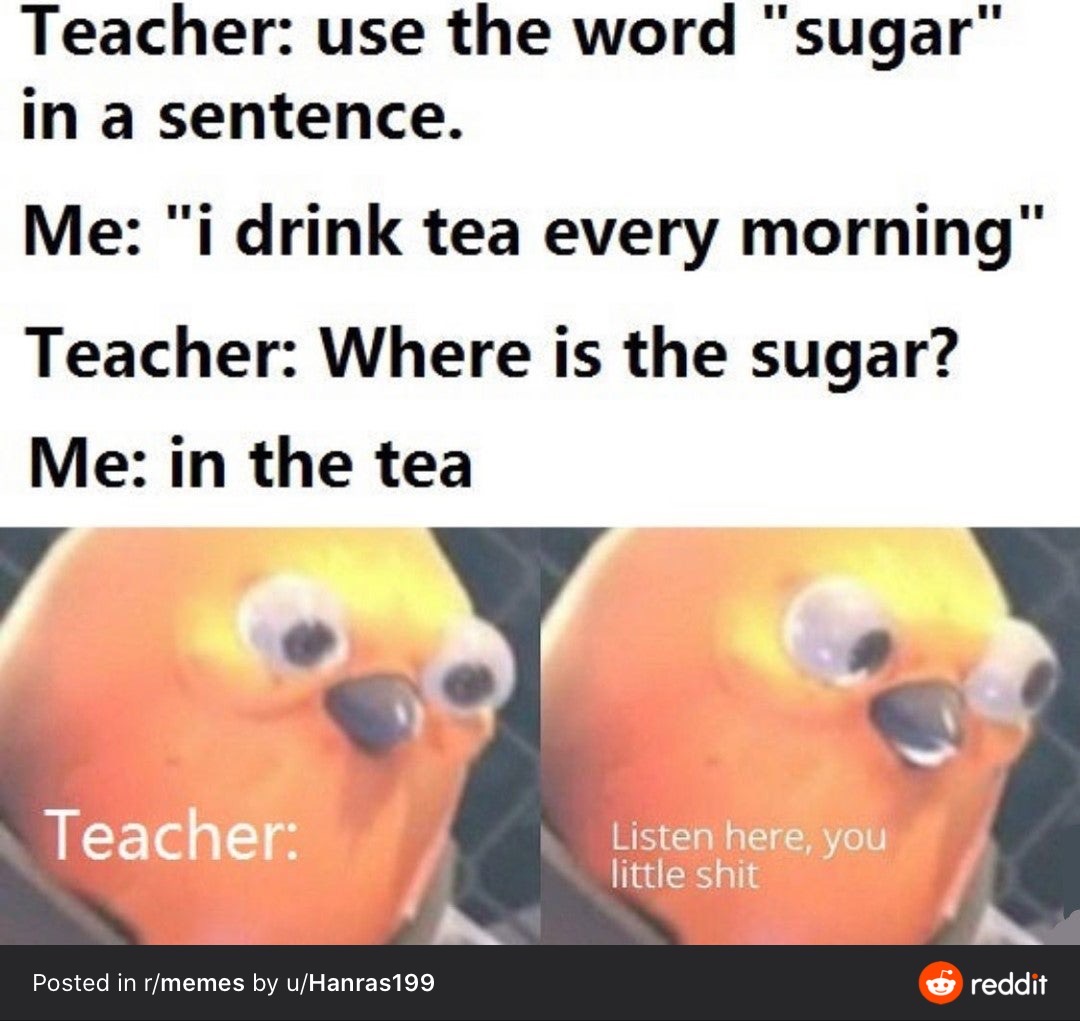 Teacher: use the word "sugar"
in a sentence.
Me: "i drink tea every morning"
Teacher: Where is the sugar?
Me: in the tea
Teacher:
Listen here, you
little shit
Posted in r/memes by u/Hanras199
reddit